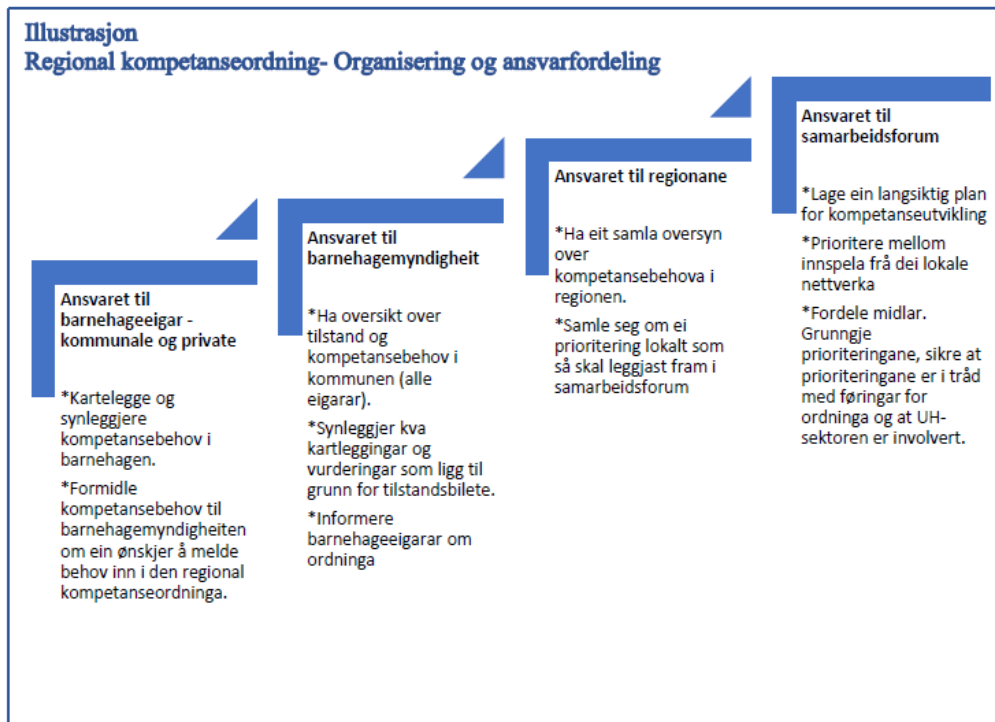 Illustrasjon
Regional kompetanseordning- Organisering og ansvarfordeling
Ansvaret til
barnehageeigar -
kommunale og private
*Kartelegge og
synleggjere
kompetansebehov i
barnehagen.
*Formidle
kompetansebehov til
barnehagemyndigheiten
om ein ønskjer å melde
behov inn i den regional
kompetanseordninga.
Ansvaret til
barnehagemyndigheit
*Ha oversikt over
tilstand og
kompetansebehov i
kommunen (alle
eigarar).
*Synleggjer kva
kartleggingar og
vurderingar som ligg til
grunn for tilstandsbilete.
*Informere
barnehageeigarar om
ordninga
Ansvaret til regionane
*Ha eit samla oversyn
over
kompetansebehova i
regionen.
*Samle seg om ei
prioritering lokalt som
så skal leggjast fram i
samarbeidsforum
Ansvaret til
samarbeidsforum
*Lage ein langsiktig plan
for kompetanseutvikling
*Prioritere mellom
innspela frå dei lokale
nettverka
*Fordele midlar.
Grunngje
prioriteringane, sikre at
prioriteringane er i tråd
med føringar for
ordninga og at UH-
sektoren er involvert.